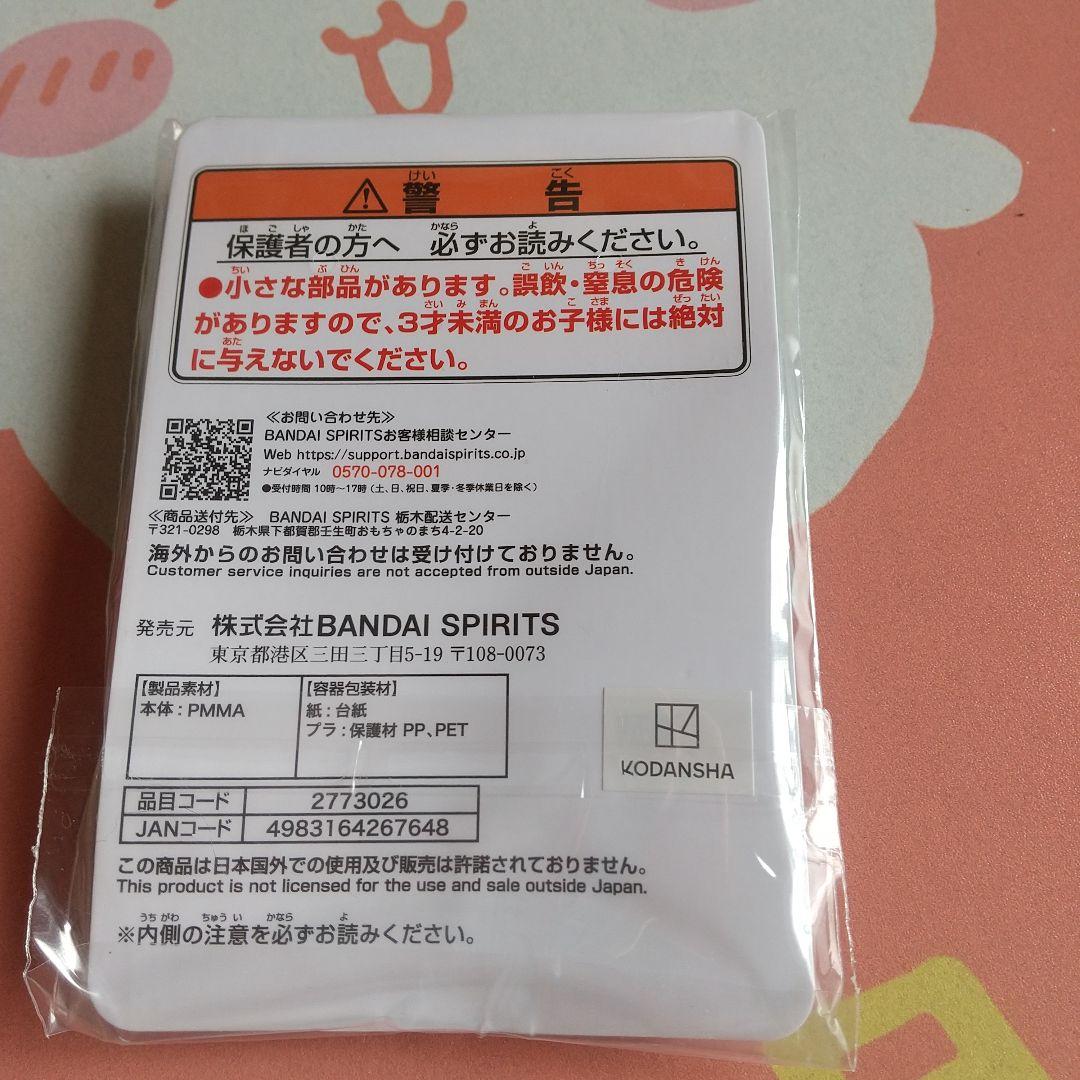 ⚠警告
保護者の方へ 必ずお読みください。
●小さな部品があります。誤飲・窒息の危険
がありますので、3才未満のお子様には絶対
に与えないでください。
≪お問い合わせ先≫
BANDAI SPIRITSお客様相談センター
Web https://support.bandaispirits.co.jp
ナビダイヤル 0570-078-001
●受付時間 10時〜17時(土、日、祝日、夏季・冬季休業日を除く)
≪商品送付先≫ BANDAI SPIRITS 栃木配送センター
〒321-0298 栃木県下都賀郡壬生町おもちゃのまち4-2-20
海外からのお問い合わせは受け付けておりません。
Customer service inquiries are not accepted from outside Japan.
発売元 株式会社BANDAI SPIRITS
東京都港区三田三丁目5-19 〒108-0073
【製品素材】
本体:PMMA
【容器包装材】
紙:台紙
プラ:保護材 PP、PET
KODANSHA
品目コード 2773026
JANコード 4983164267648
この商品は日本国外での使用及び販売は許諾されておりません。
This product is not licensed for the use and sale outside Japan.
※内側の注意を必ずお読みください。